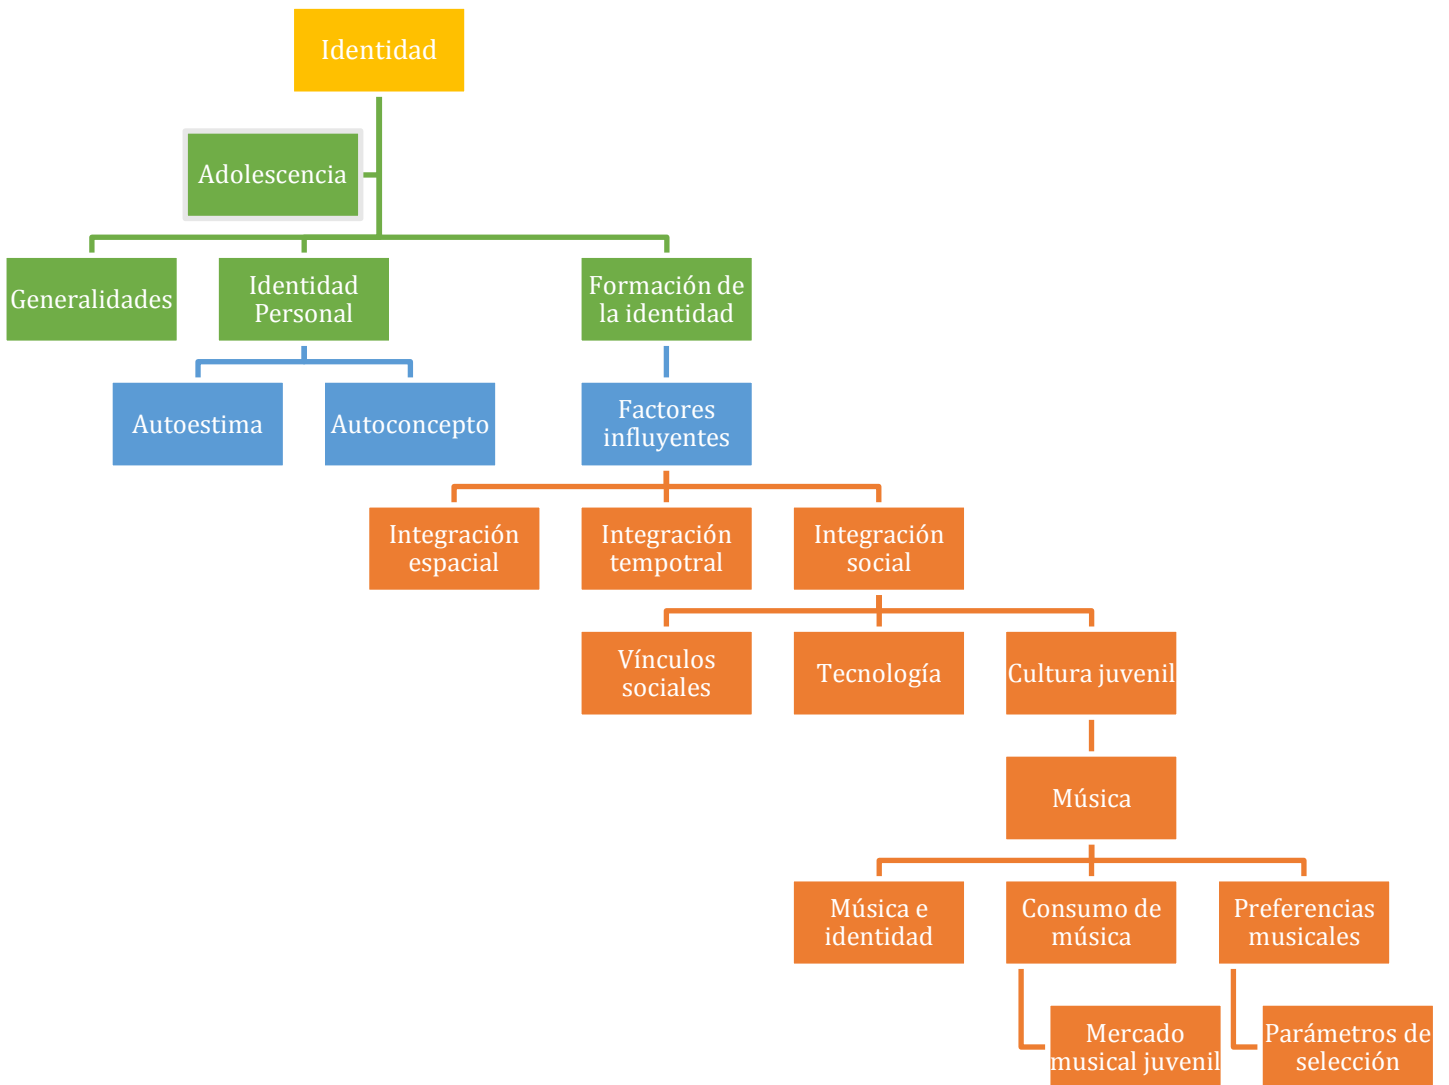 Identidad
Adolescencia
Generalidades
Identidad
Personal
Formación de
la identidad
Autoestima
Autoconcepto
Factores
influyentes
Integración
espacial
Integración
tempotral
Integración
social
Vínculos
sociales
Tecnología
Cultura juvenil
Música
Música e
identidad
Consumo de
música
Preferencias
musicales
Mercado
musical juvenil
Parámetros de
selección